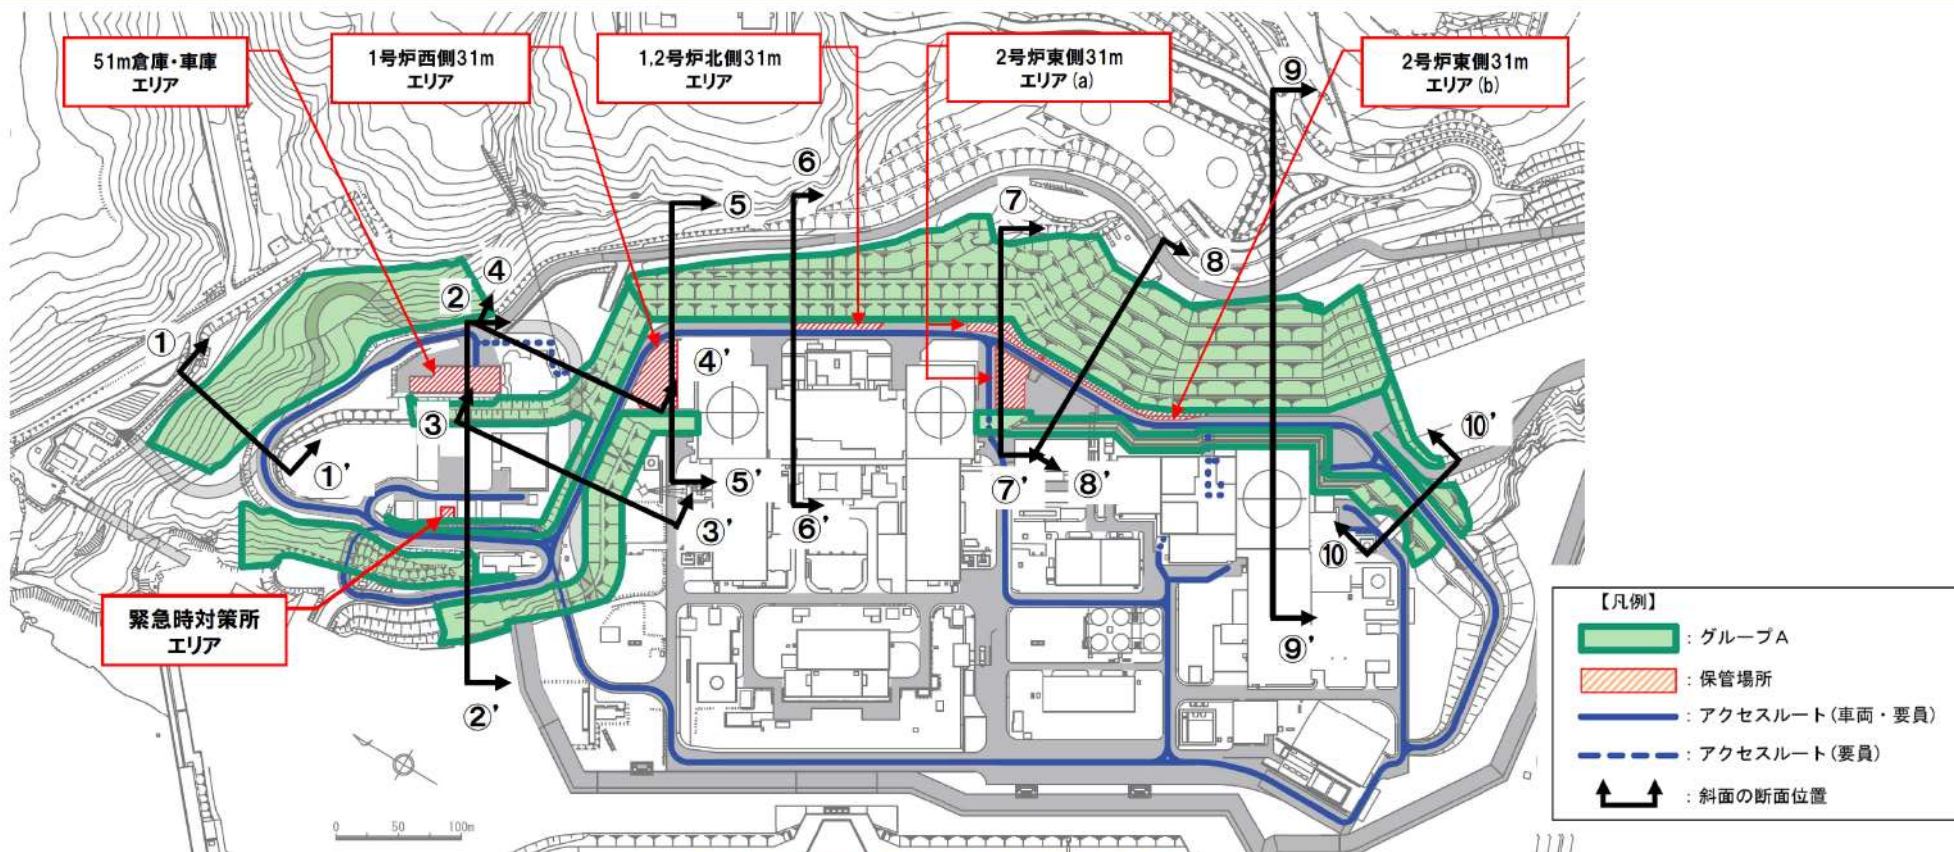 51m倉庫・車庫
エリア
1号炉西側31m
エリア
1,2号炉北側31m
エリア
2号炉東側31m
エリア(a)
2号炉東側31m
エリア(b)
⑨
⑥
⑤
⑦
⑧
④
②
①
④'
③
①'
⑩'
⑤'
⑦'
⑧'
③'
⑥'
⑩
緊急時対策所
エリア
⑨'
②'
0 50 100m
【凡例】
:グループA
:保管場所
:アクセスルート(車両・要員)
:アクセスルート(要員)
:斜面の断面位置